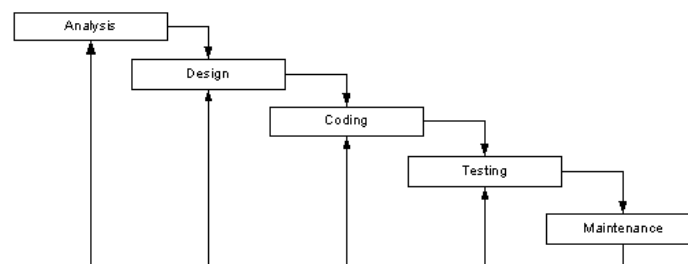 Analysis
Design
Coding
Testing
Maintenance